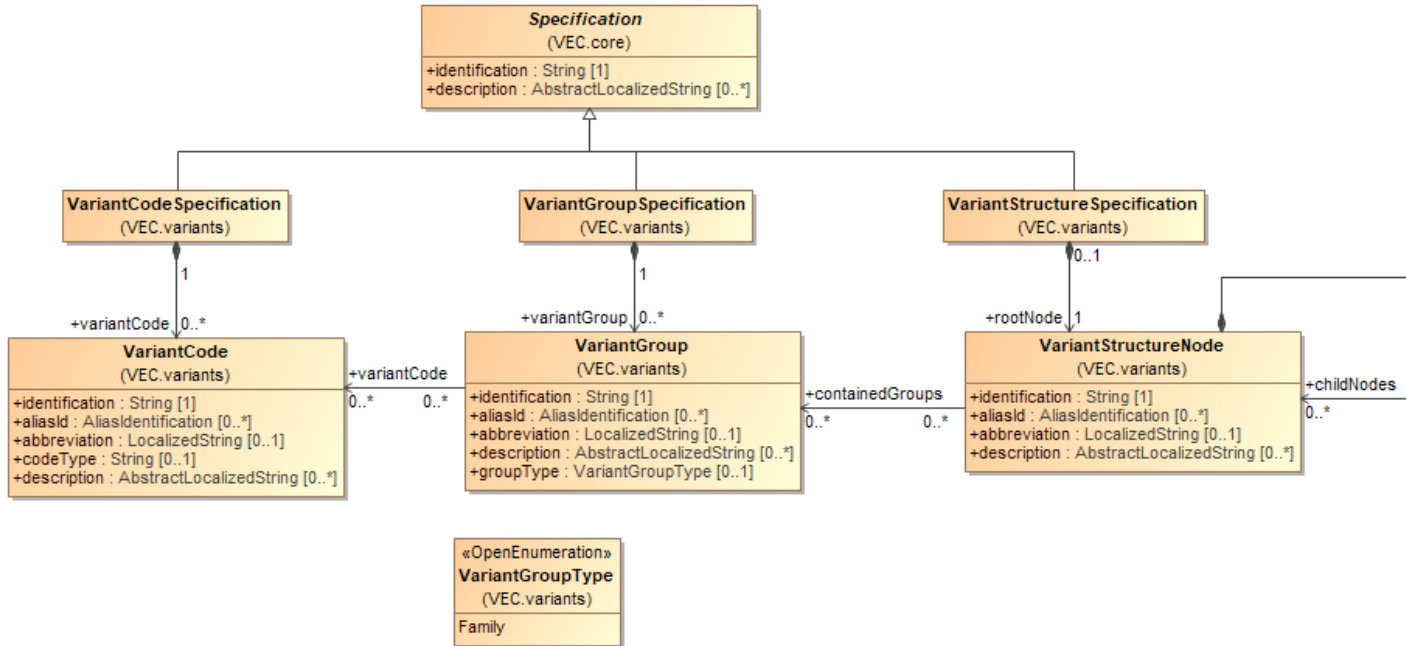 Specification
(VEC.core)
+identification : String [1]
+description : AbstractLocalizedString [0..*]
VariantCodeSpecification
(VEC.variants)
VariantGroupSpecification
(VEC.variants)
VariantStructureSpecification
(VEC.variants)
1
1
0..1
+variantCode
0..*
+variantGroup
0..*
+rootNode
1
VariantCode
(VEC.variants)
+identification : String [1]
+aliasId : AliasIdentification [0..*]
+abbreviation : LocalizedString [0..1]
+codeType : String [0..1]
+description : AbstractLocalizedString [0..*]
+variantCode
0..*
0..*
VariantGroup
(VEC.variants)
+identification : String [1]
+aliasId : AliasIdentification [0..*]
+abbreviation : LocalizedString [0..1]
+description : AbstractLocalizedString [0..*]
+groupType : VariantGroupType [0..1]
+containedGroups
0..*
0..*
VariantStructureNode
(VEC.variants)
+identification : String [1]
+aliasId : AliasIdentification [0..*]
+abbreviation : LocalizedString [0..1]
+description : AbstractLocalizedString [0..*]
+childNodes
0..*
«OpenEnumeration»
VariantGroupType
(VEC.variants)
Family